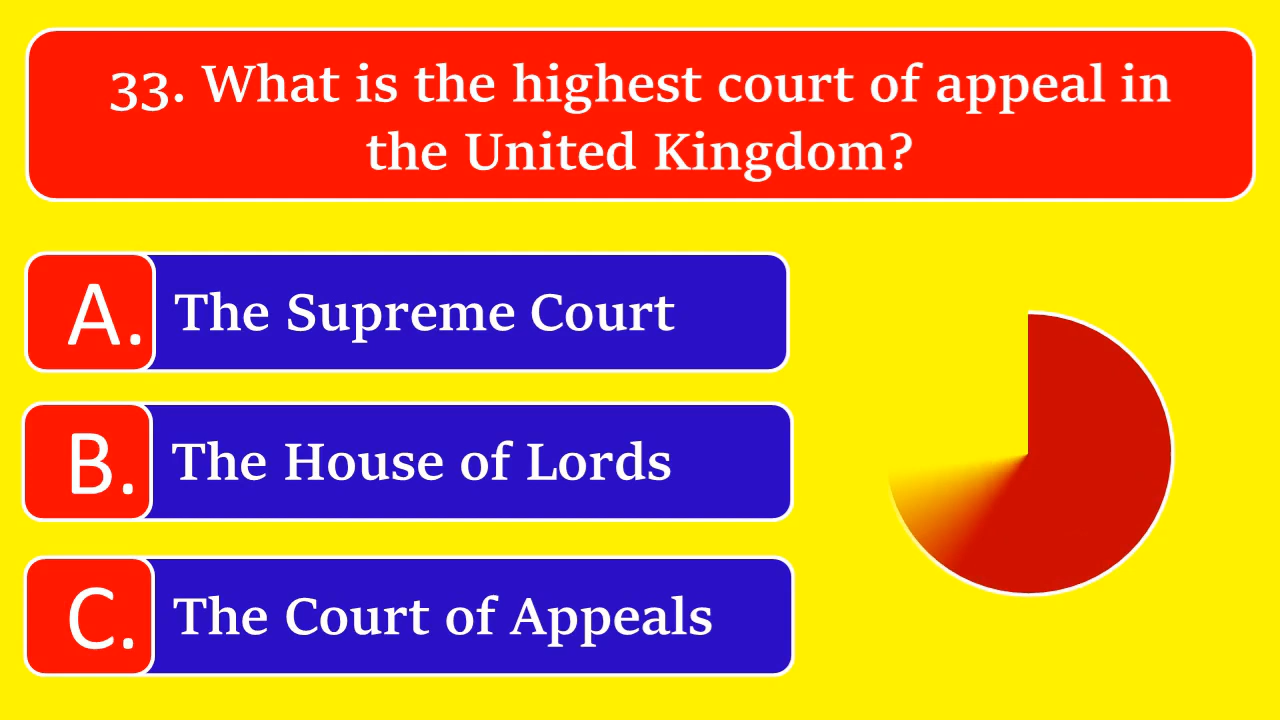 33. What is the highest court of appeal in
the United Kingdom?
A. The Supreme Court
B. The House of Lords
C. The Court of Appeals